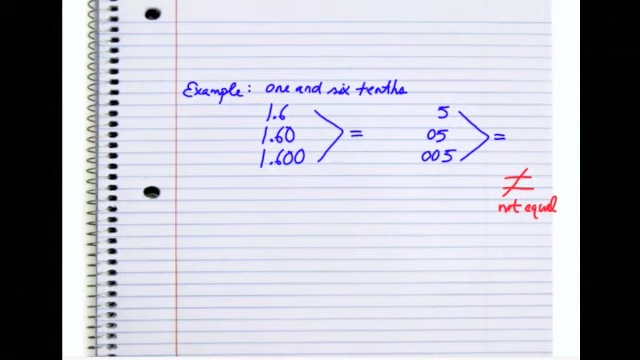 Example: one and six tenths
1.6 5
1.60 = 05 =
1.600 005
≠
not equal